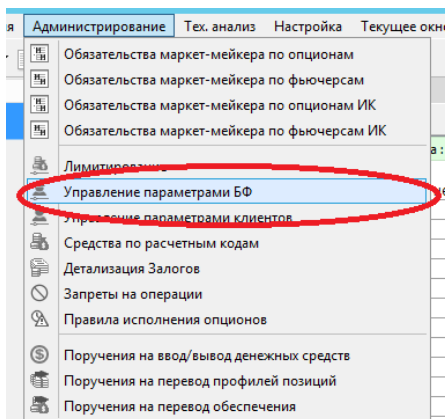 я Администрирование Тех. анализ Настройка Текущее окно
Обязательства маркет-мейкера по опционам
Обязательства маркет-мейкера по фьючерсам
Обязательства маркет-мейкера по опционам ИК
Обязательства маркет-мейкера по фьючерсам ИК
а :
Лимитирование
Управление параметрами БФ
Управление параметрами клиентов
Средства по расчетным кодам
Детализация Залогов
Запреты на операции
Правила исполнения опционов
Поручения на ввод/вывод денежных средств
Поручения на перевод профилей позиций
Поручения на перевод обеспечения